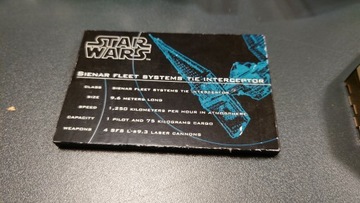 STAR
WARS
SIENAR FLEET SYSTEMS TIE INTERCEPTOR
CLASS SIENAR FLEET SYSTEMS TIE INTERCEPTOR
SIZE 9.6 METERS LONG
SPEED 1,250 KILOMETERS PER HOUR IN ATMOSPHERE
CAPACITY 1 PILOT AND 75 KILOGRAMS CARGO
WEAPONS 4 SFS L-S9.3 LASER CANNONS